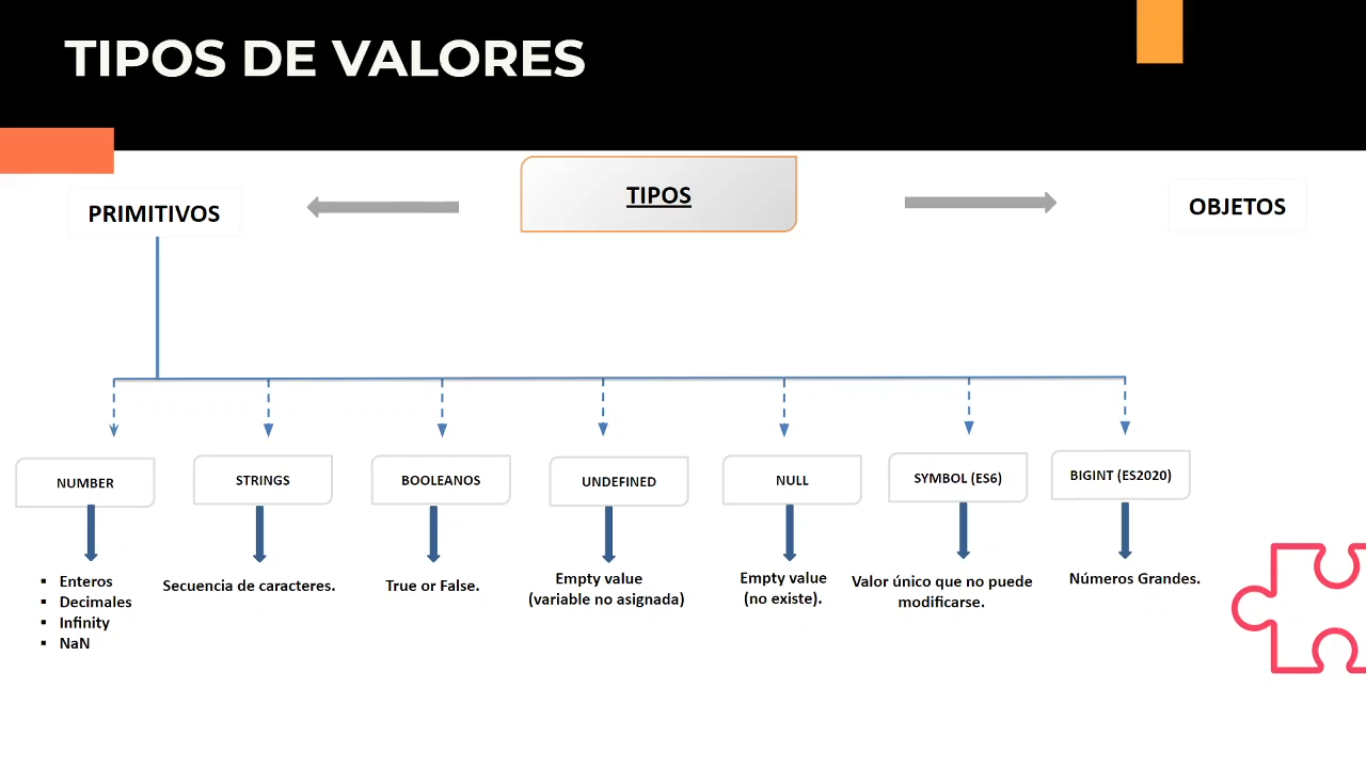 TIPOS DE VALORES
PRIMITIVOS
TIPOS
OBJETOS
NUMBER
STRINGS
BOOLEANOS
UNDEFINED
NULL
SYMBOL (ES6)
BIGINT (ES2020)
▪ Enteros
▪ Decimales
▪ Infinity
▪ NaN
Secuencia de caracteres.
True or False.
Empty value
(variable no asignada)
Empty value
(no existe).
Valor único que no puede
modificarse.
Números Grandes.